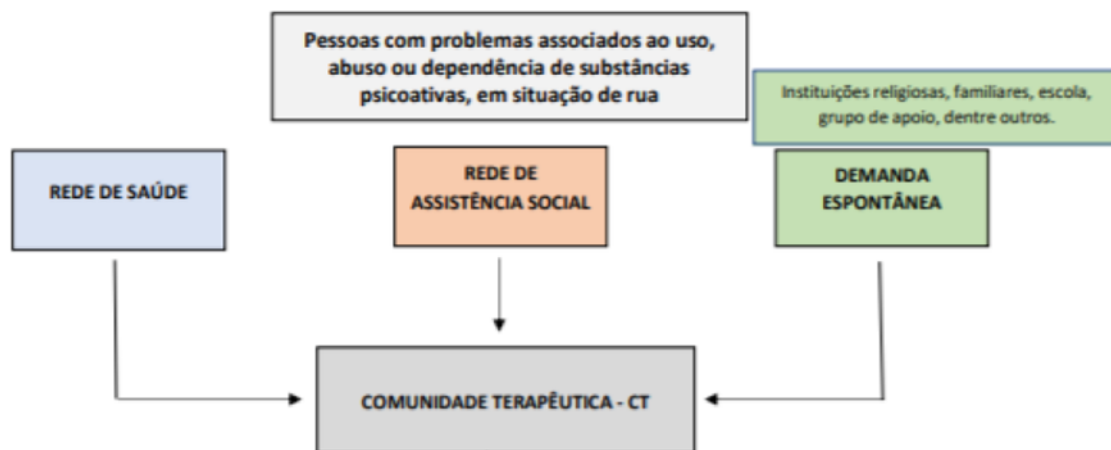 Pessoas com problemas associados ao uso,
abuso ou dependência de substâncias
psicoativas, em situação de rua
Instituições religiosas, familiares, escola,
grupo de apoio, dentre outros.
REDE DE SAÚDE
REDE DE
ASSISTÊNCIA SOCIAL
DEMANDA
ESPONTÂNEA
COMUNIDADE TERAPÊUTICA - CT